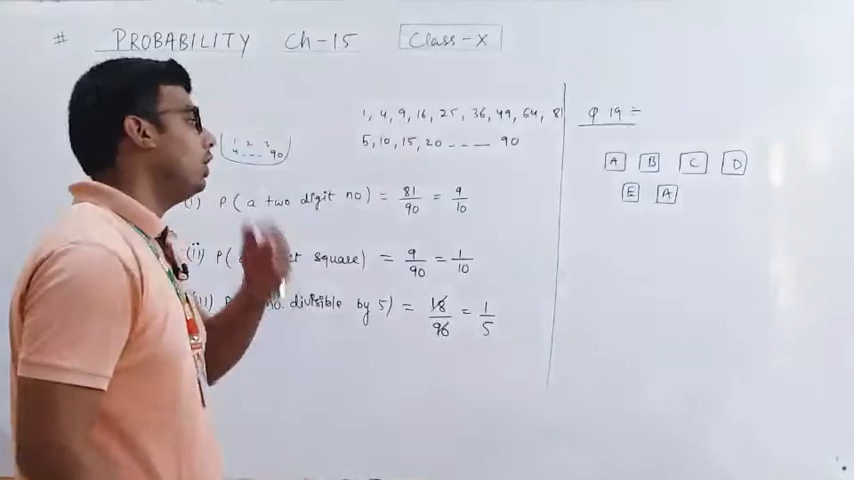 # PROBABILITY Ch-15 Class-X
1, 4, 9, 16, 25, 36, 49, 64, 81
5, 10, 15, 20 ---- 90
1 2 3
4 --- 90
(i) P(a two digit no) = 81/90 = 9/10
(ii) P( square) = 9/90 = 1/10
no. divisible by 5) = 18/90 = 1/5
Q 19 :-
A B C D
E A